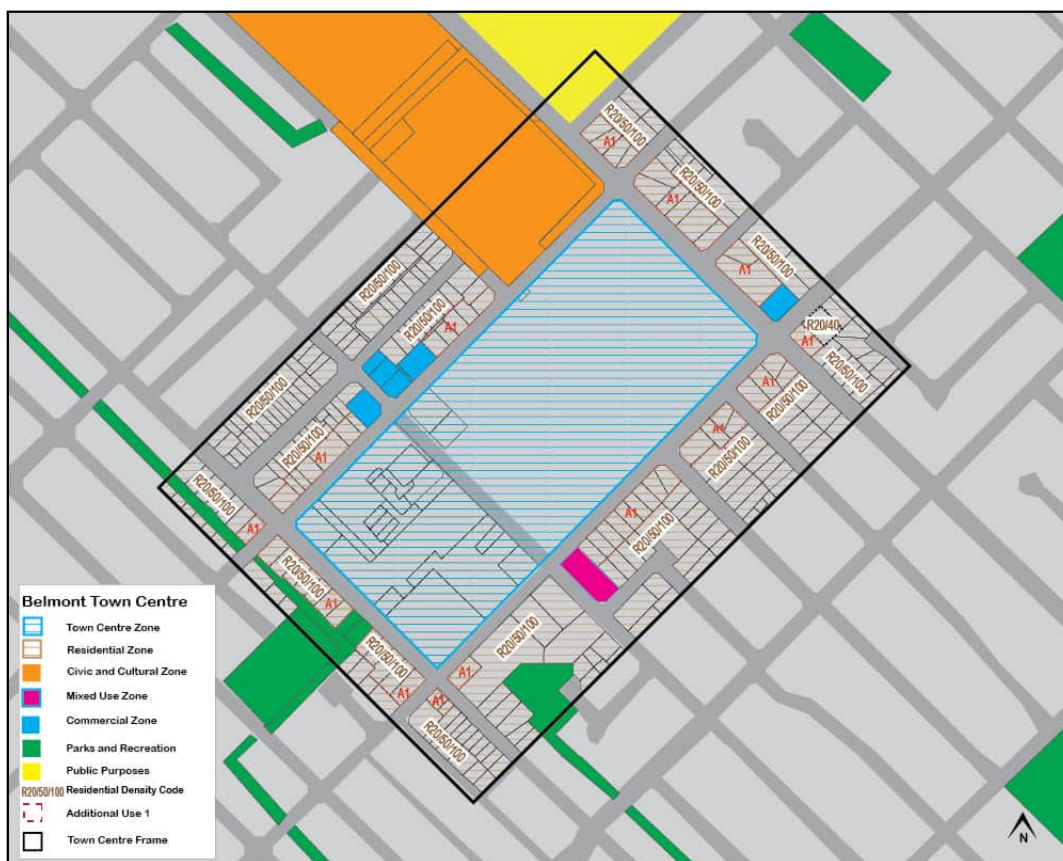 R20/50/100
A1
R20/50/100
A1
R20/50/100
A1
R20/50/100
R20/50/100
A1
R20/40
A1
R20/50/100
A1
R20/50/100
R20/50/100
A1
R20/50/100
R20/50/100
A1
R20/50/100
A1
R20/50/100
R20/50/100
A1
R20/50/100
A1
R20/50/100
R20/50/100
A1
A1
A1
R20/50/100
Belmont Town Centre
Town Centre Zone
Residential Zone
Civic and Cultural Zone
Mixed Use Zone
Commercial Zone
Parks and Recreation
Public Purposes
R20/50/100 Residential Density Code
Additional Use 1
Town Centre Frame
N